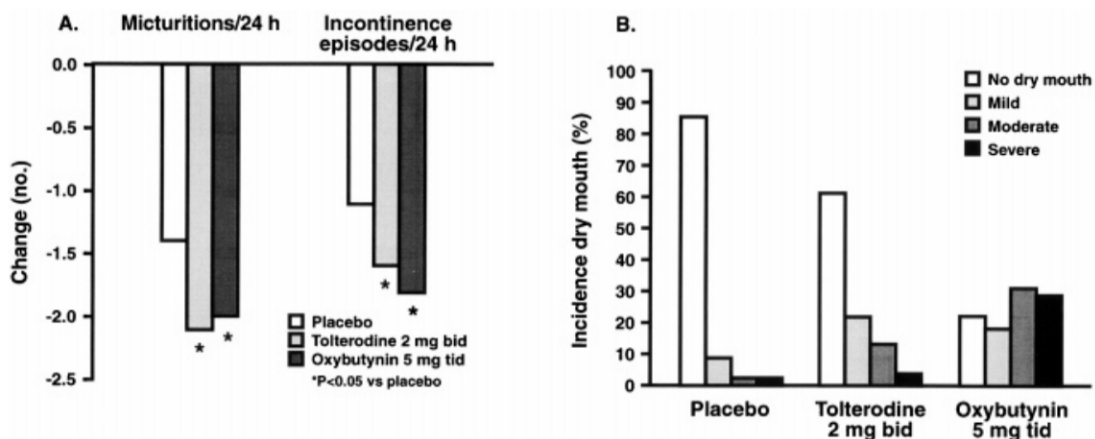 A.
Micturitions/24 h
Incontinence
episodes/24 h
Change (no.)
0.0
-0.5
-1.0
-1.5
-2.0
-2.5
*
*
*
*
Placebo
Tolterodine 2 mg bid
Oxybutynin 5 mg tid
*P<0.05 vs placebo
B.
Incidence dry mouth (%)
100
90
80
70
60
50
40
30
20
10
0
No dry mouth
Mild
Moderate
Severe
Placebo
Tolterodine
2 mg bid
Oxybutynin
5 mg tid